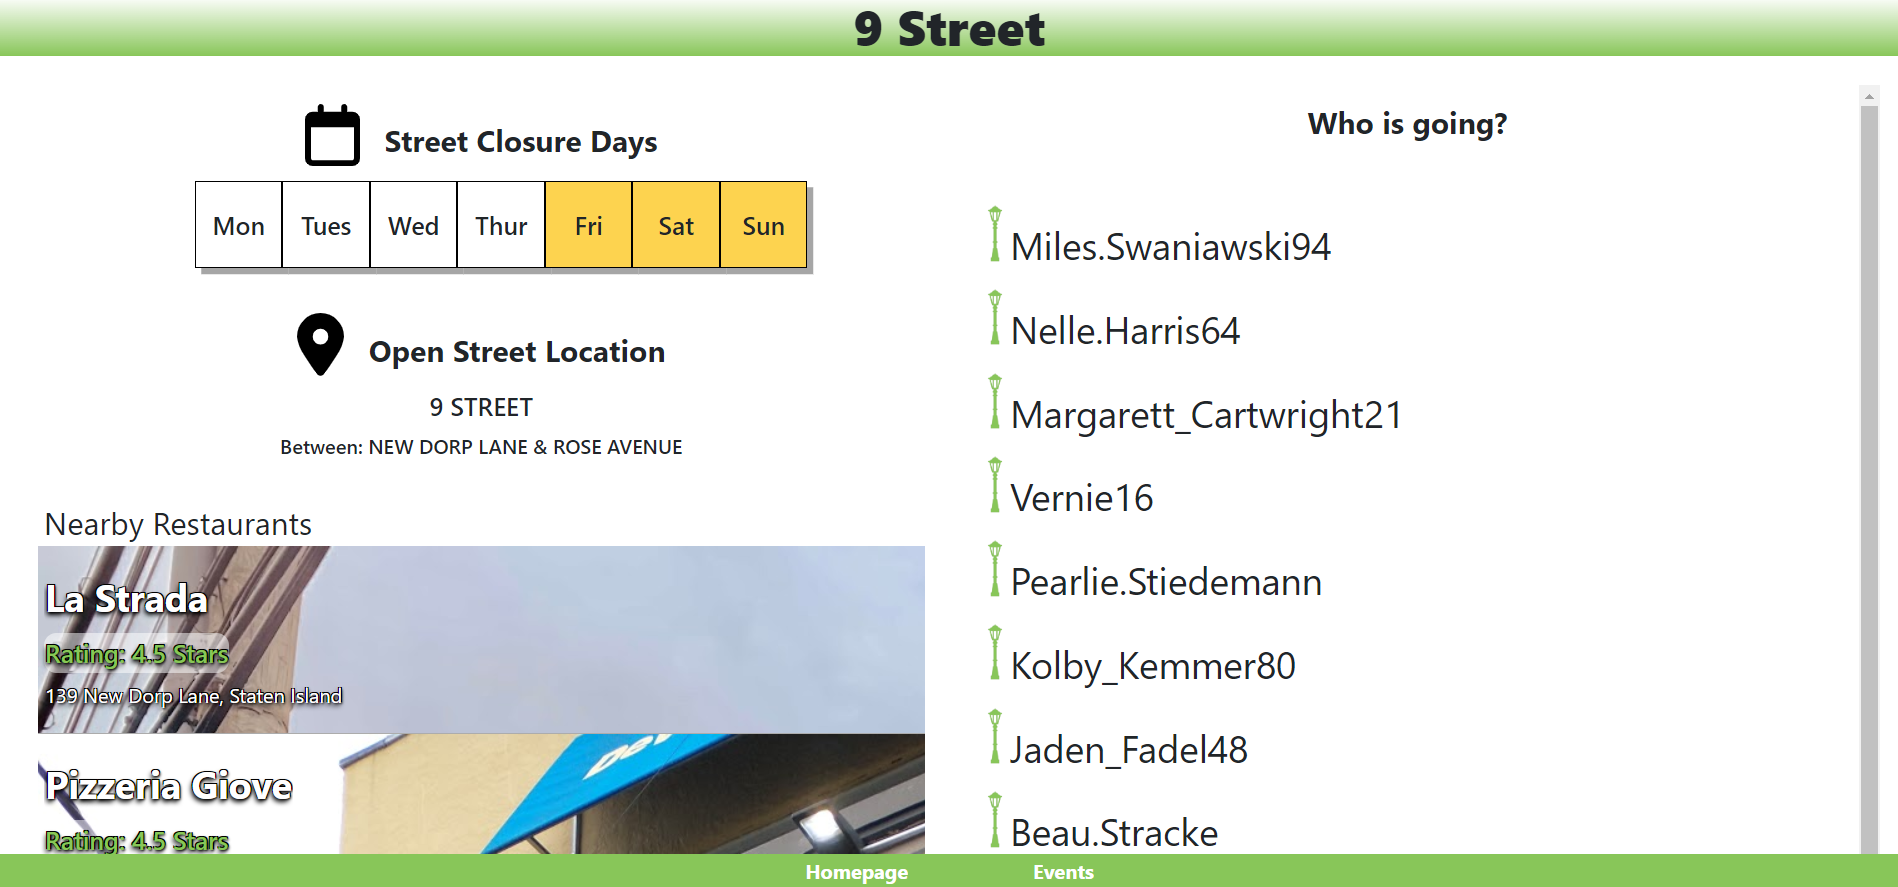 9 Street
Street Closure Days
Mon Tues Wed Thur Fri Sat Sun
Open Street Location
9 STREET
Between: NEW DORP LANE & ROSE AVENUE
Nearby Restaurants
La Strada
Rating: 4.5 Stars
139 New Dorp Lane, Staten Island
Pizzeria Giove
Rating: 4.5 Stars
Who is going?
Miles.Swaniawski94
Nelle.Harris64
Margarett_Cartwright21
Vernie16
Pearlie.Stiedemann
Kolby_Kemmer80
Jaden_Fadel48
Beau.Stracke
Homepage Events